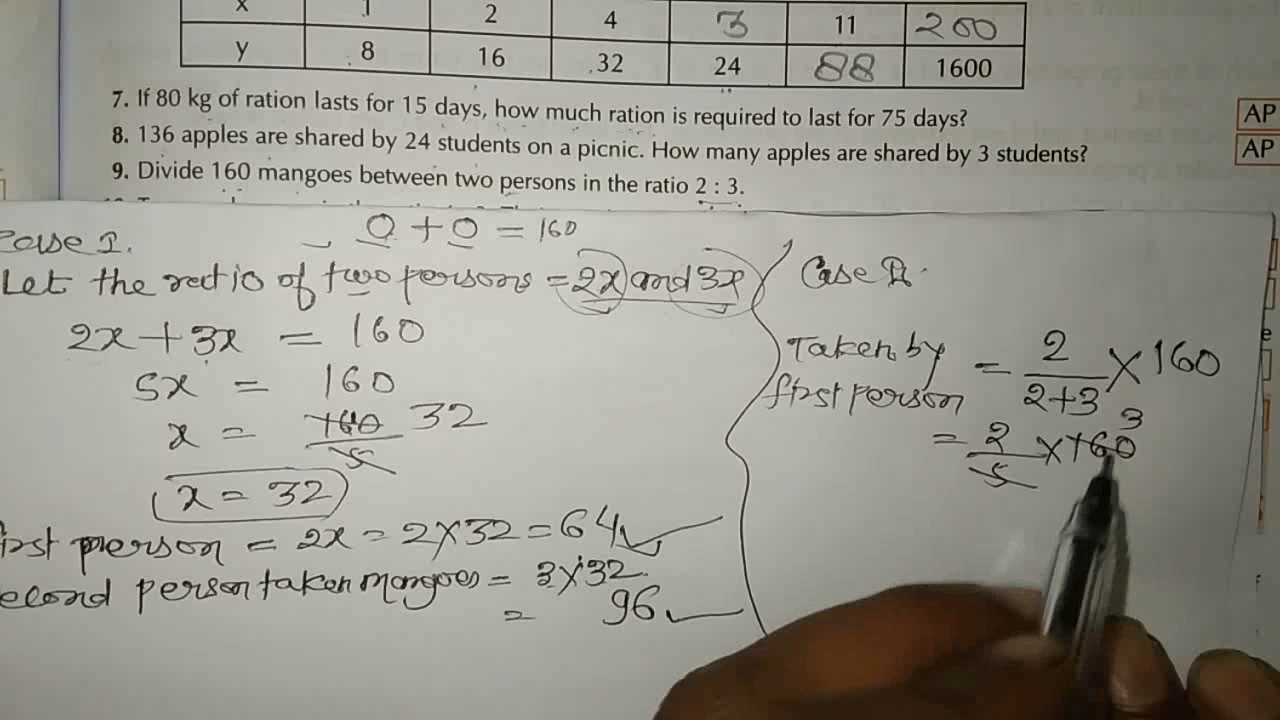 x 1 2 4 3 11 200
y 8 16 32 24 88 1600
7. If 80 kg of ration lasts for 15 days, how much ration is required to last for 75 days?
AP
8. 136 apples are shared by 24 students on a picnic. How many apples are shared by 3 students?
AP
9. Divide 160 mangoes between two persons in the ratio 2 : 3.
0 + 0 = 160
Case I.
Let the ratio of two persons = 2x and 3x
2x + 3x = 160
5x = 160
x = 160/5 32
x = 32
first person = 2x = 2 × 32 = 64
second person taken mangoes = 3 × 32
= 96
Case II.
Taken by first person = 2/2+3 × 160
= 2/5 × 160 3